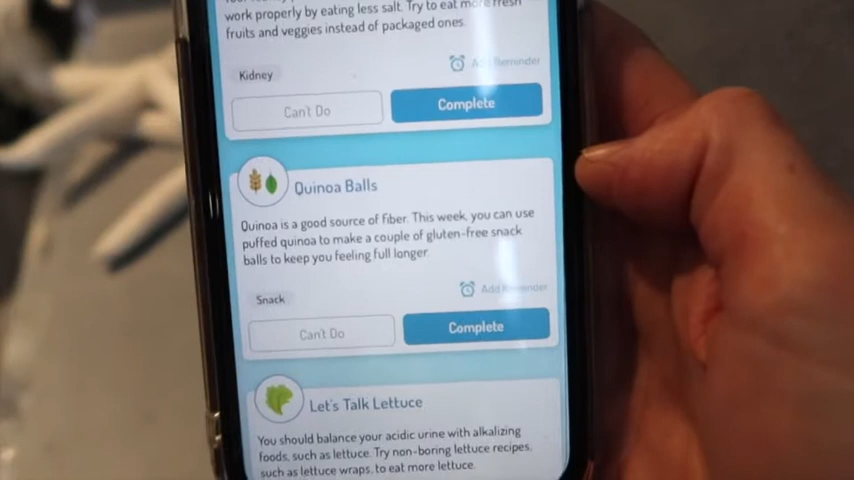 work properly by eating less salt. Try to eat more fresh
fruits and veggies instead of packaged ones.
Kidney
Add Reminder
Can't Do
Complete
Quinoa Balls
Quinoa is a good source of fiber. This week, you can use
puffed quinoa to make a couple of gluten-free snack
balls to keep you feeling full longer.
Snack
Add Reminder
Can't Do
Complete
Let's Talk Lettuce
You should balance your acidic urine with alkalizing
foods, such as lettuce. Try non-boring lettuce recipes,
such as lettuce wraps, to eat more lettuce.